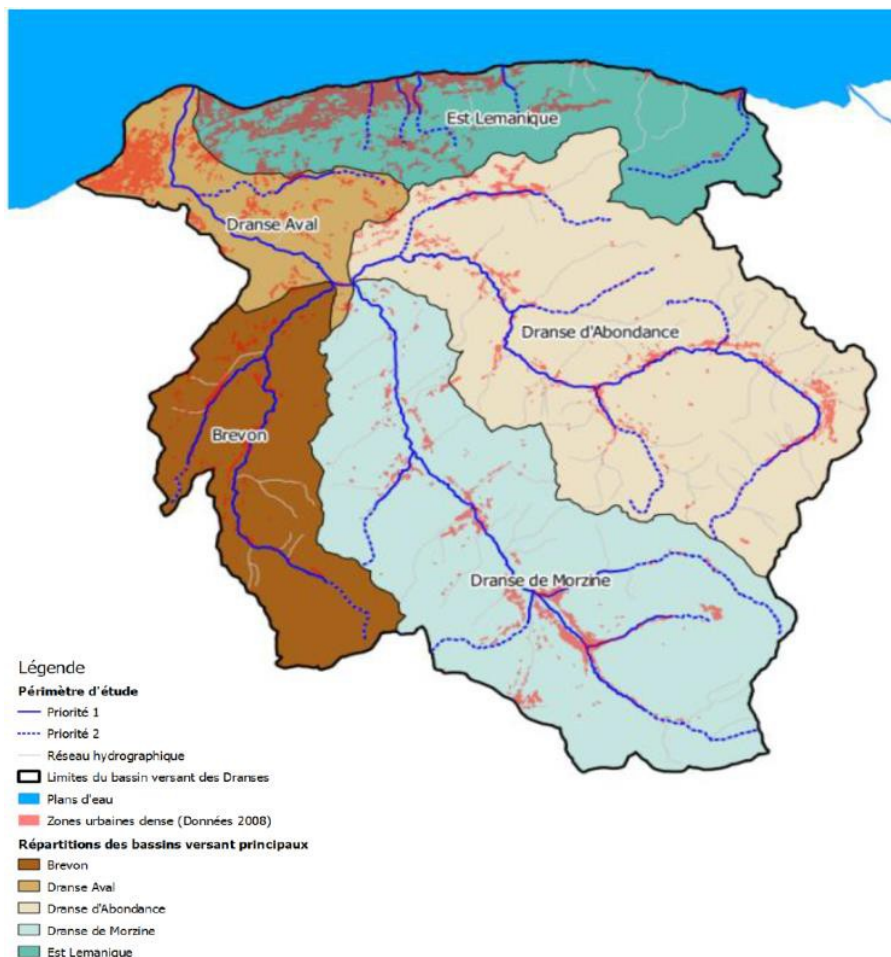 Est Lemanique
Dranse Aval
Dranse d'Abondance
Brevon
Dranse de Morzine
Légende
Périmètre d'étude
Priorité 1
Priorité 2
Réseau hydrographique
Limites du bassin versant des Dranses
Plans d'eau
Zones urbaines dense (Données 2008)
Répartitions des bassins versant principaux
Brevon
Dranse Aval
Dranse d'Abondance
Dranse de Morzine
Est Lemanique